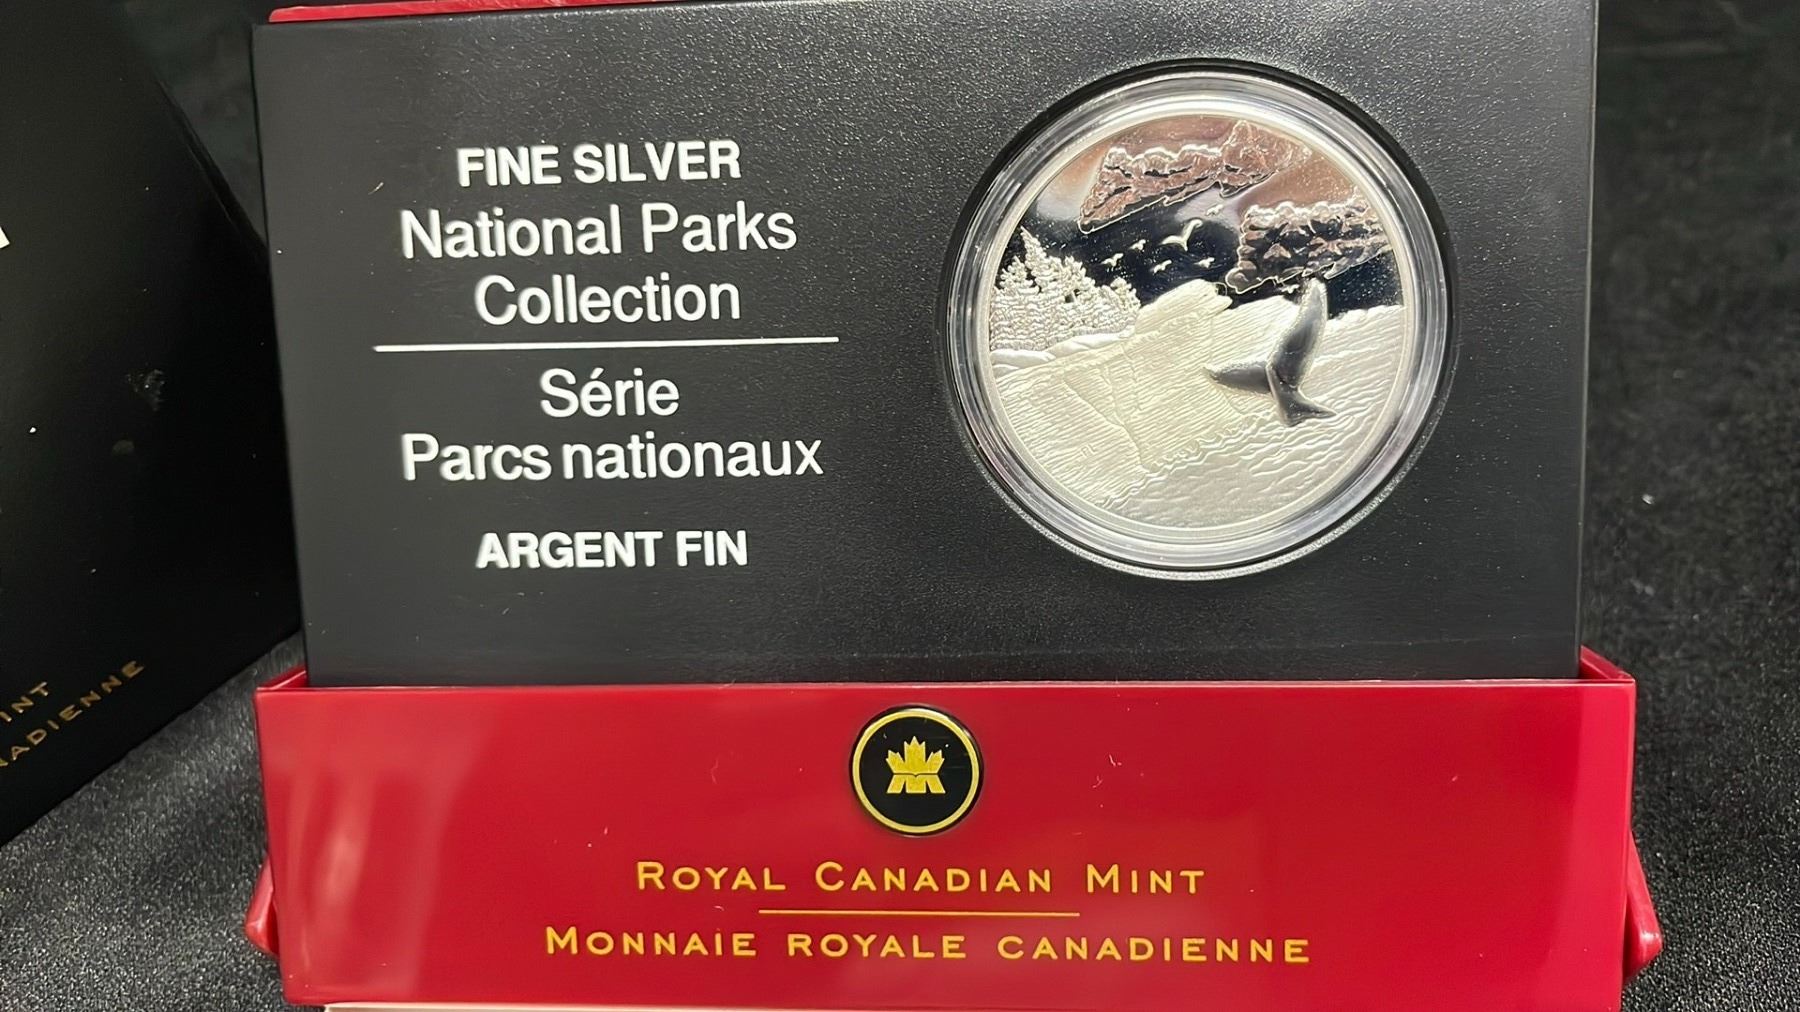 FINE SILVER
National Parks
Collection
Série
Parcs nationaux
ARGENT FIN
ROYAL CANADIAN MINT
MONNAIE ROYALE CANADIENNE